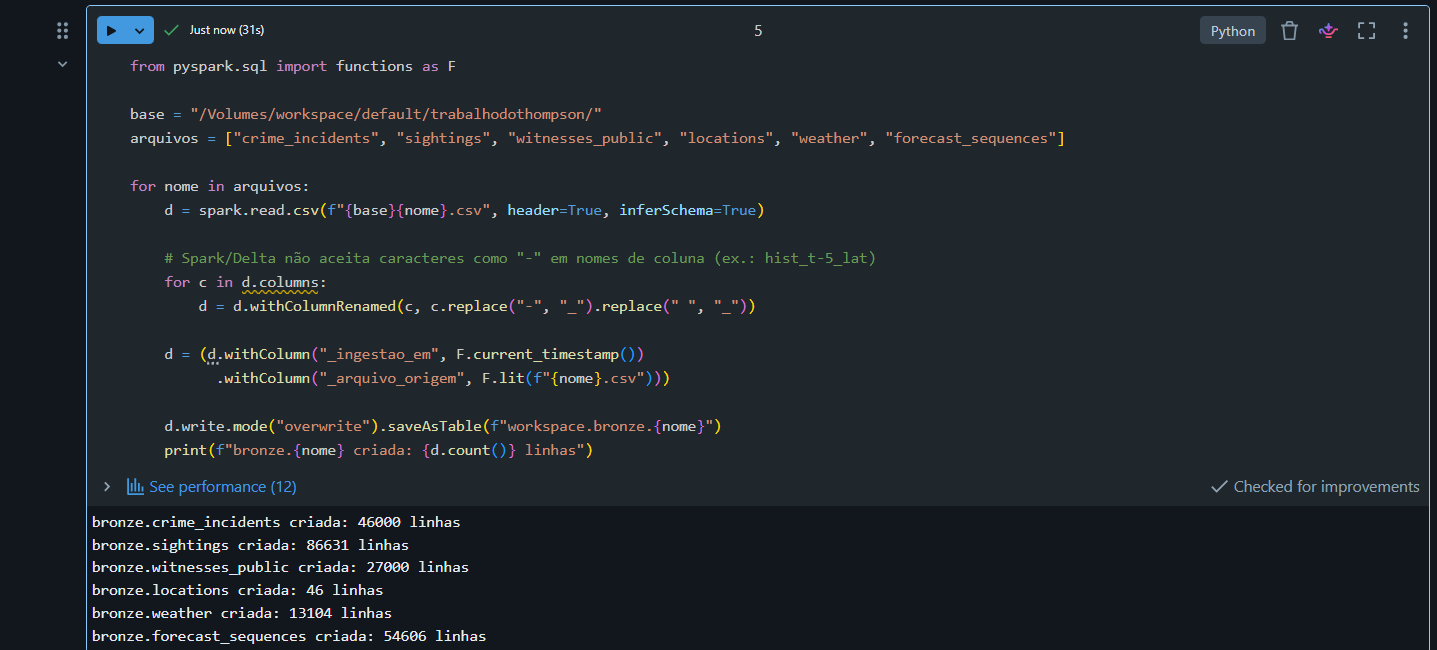 Just now (31s)
5
Python
from pyspark.sql import functions as F
base = "/Volumes/workspace/default/trabalhodothompson/"
arquivos = ["crime_incidents", "sightings", "witnesses_public", "locations", "weather", "forecast_sequences"]
for nome in arquivos:
    d = spark.read.csv(f"{base}{nome}.csv", header=True, inferSchema=True)
    # Spark/Delta não aceita caracteres como "-" em nomes de coluna (ex.: hist_t-5_lat)
    for c in d.columns:
        d = d.withColumnRenamed(c, c.replace("-", "_").replace(" ", "_"))
    d = (d.withColumn("_ingestao_em", F.current_timestamp())
          .withColumn("_arquivo_origem", F.lit(f"{nome}.csv")))
    d.write.mode("overwrite").saveAsTable(f"workspace.bronze.{nome}")
    print(f"bronze.{nome} criada: {d.count()} linhas")
See performance (12)
Checked for improvements
bronze.crime_incidents criada: 46000 linhas
bronze.sightings criada: 86631 linhas
bronze.witnesses_public criada: 27000 linhas
bronze.locations criada: 46 linhas
bronze.weather criada: 13104 linhas
bronze.forecast_sequences criada: 54606 linhas